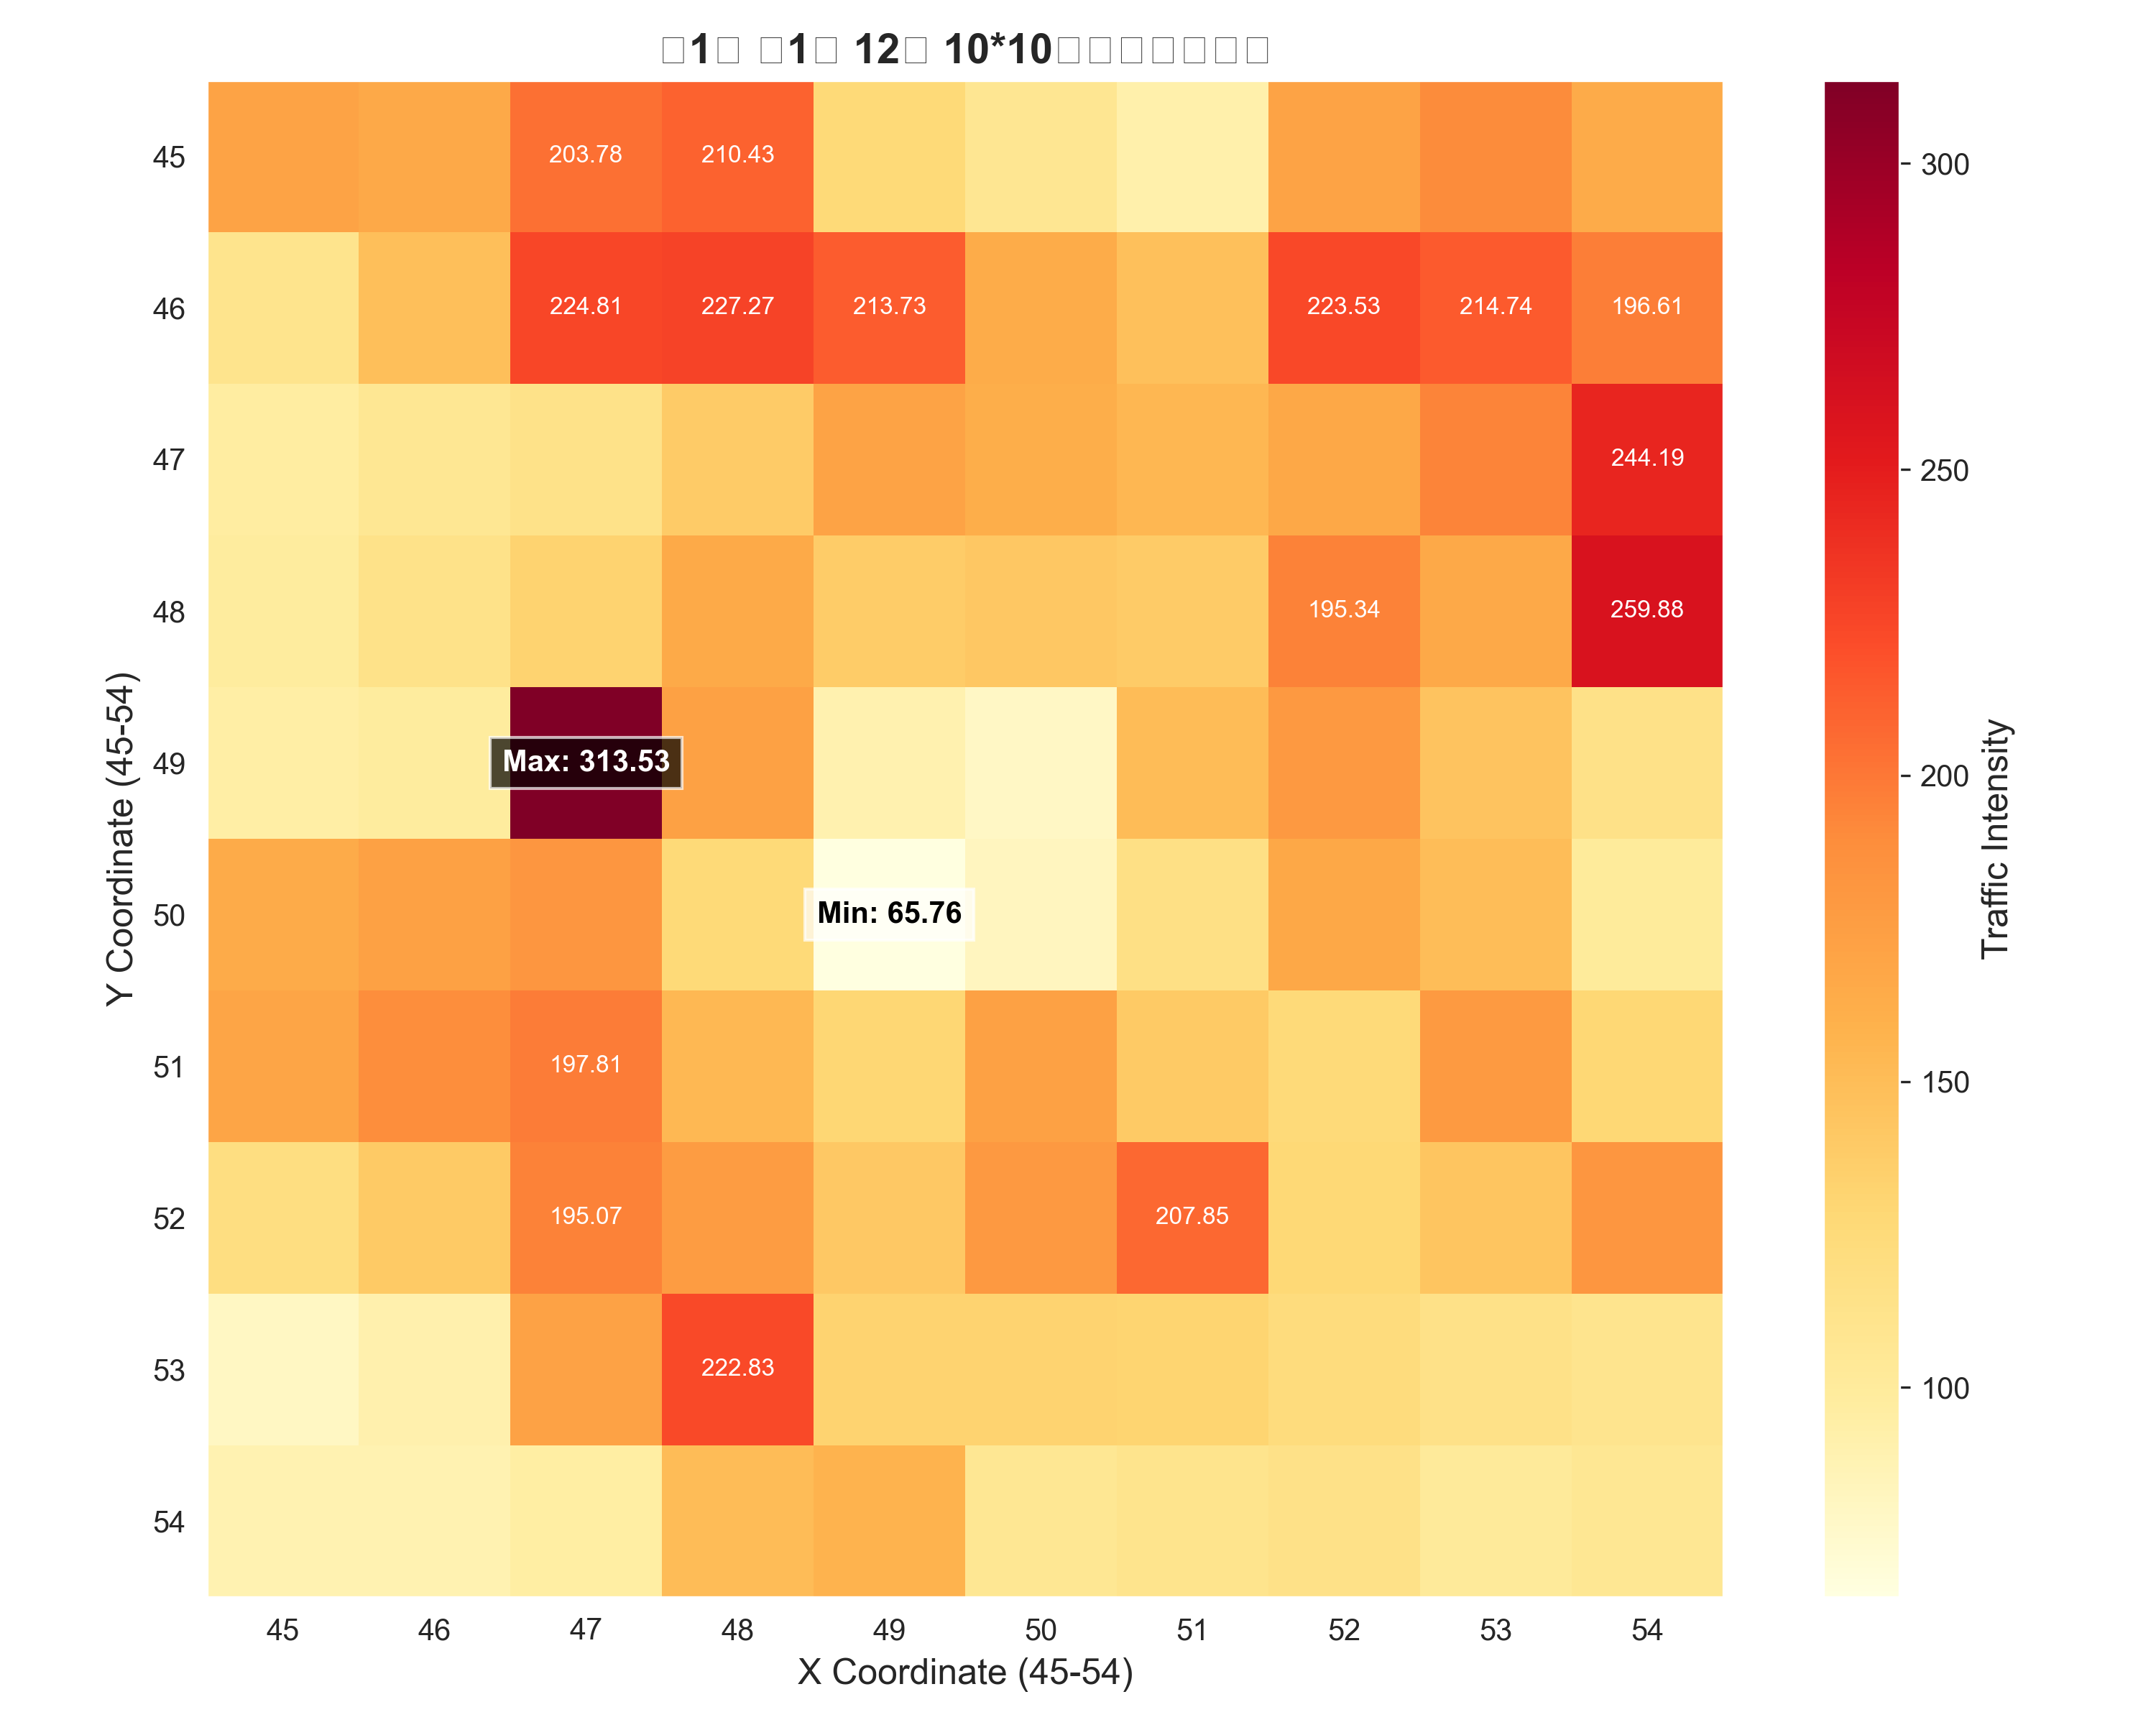 □1□ □1□ 12□ 10*10□□□□□□□
45 203.78 210.43
46 224.81 227.27 213.73 223.53 214.74 196.61
47 244.19
48 195.34 259.88
49 Max: 313.53
50 Min: 65.76
51 197.81
52 195.07 207.85
53 222.83
54
45 46 47 48 49 50 51 52 53 54
X Coordinate (45-54)
Y Coordinate (45-54)
300
250
200
150
100
Traffic Intensity